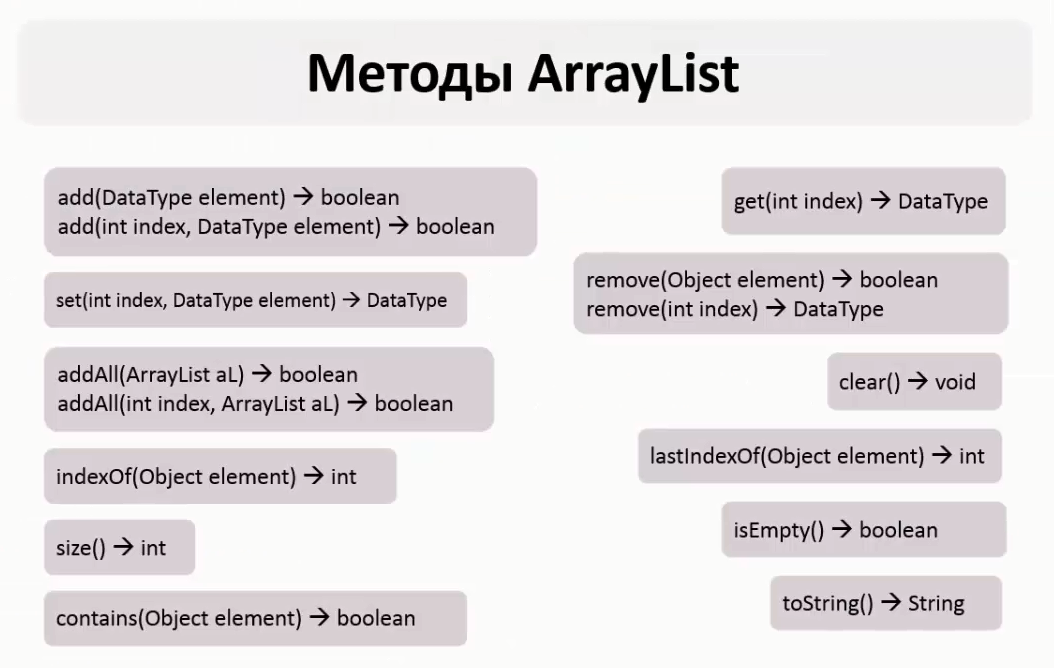 Методы ArrayList
add(DataType element) → boolean
add(int index, DataType element) → boolean
set(int index, DataType element) → DataType
addAll(ArrayList aL) → boolean
addAll(int index, ArrayList aL) → boolean
indexOf(Object element) → int
size() → int
contains(Object element) → boolean
get(int index) → DataType
remove(Object element) → boolean
remove(int index) → DataType
clear() → void
lastIndexOf(Object element) → int
isEmpty() → boolean
toString() → String